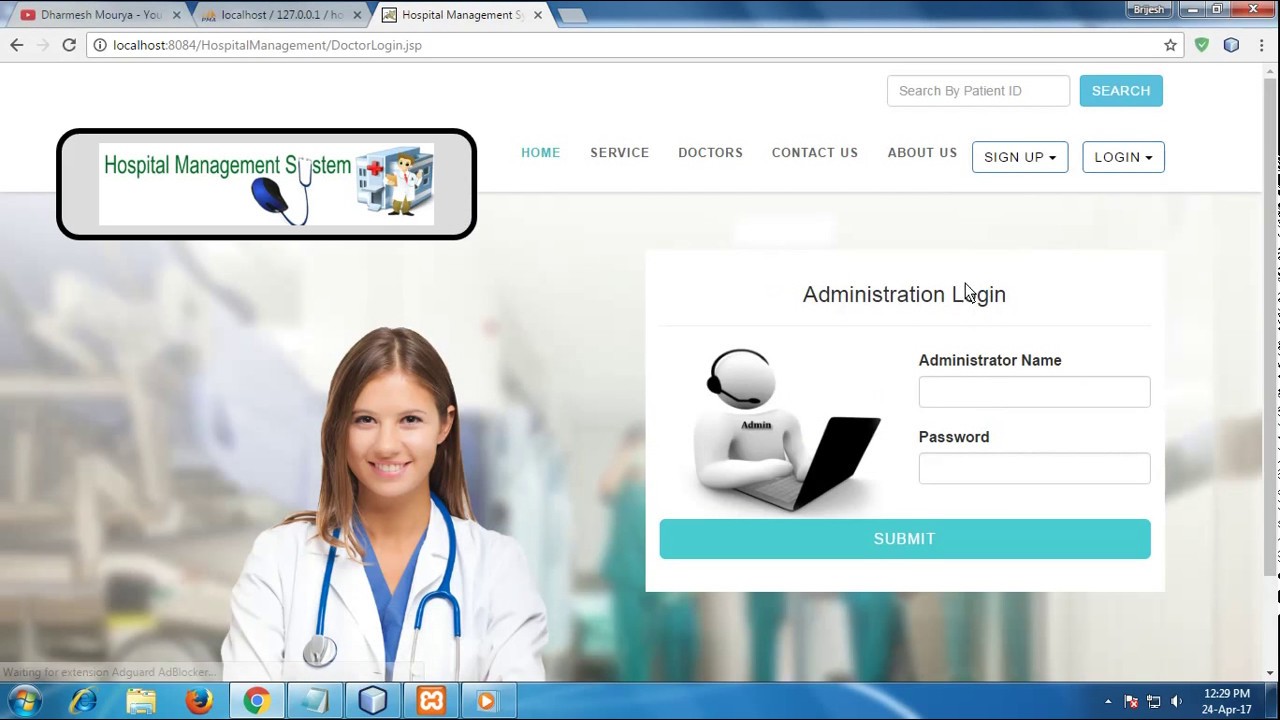 Dharmesh Mourya - You
localhost / 127.0.0.1 / ho
Hospital Management Sy
Brijesh
localhost:8084/HospitalManagement/DoctorLogin.jsp
Search By Patient ID
SEARCH
Hospital Management System
HOME
SERVICE
DOCTORS
CONTACT US
ABOUT US
SIGN UP
LOGIN
Administration Login
Administrator Name
Admin
Password
SUBMIT
Waiting for extension Adguard AdBlocker...
12:29 PM
24-Apr-17